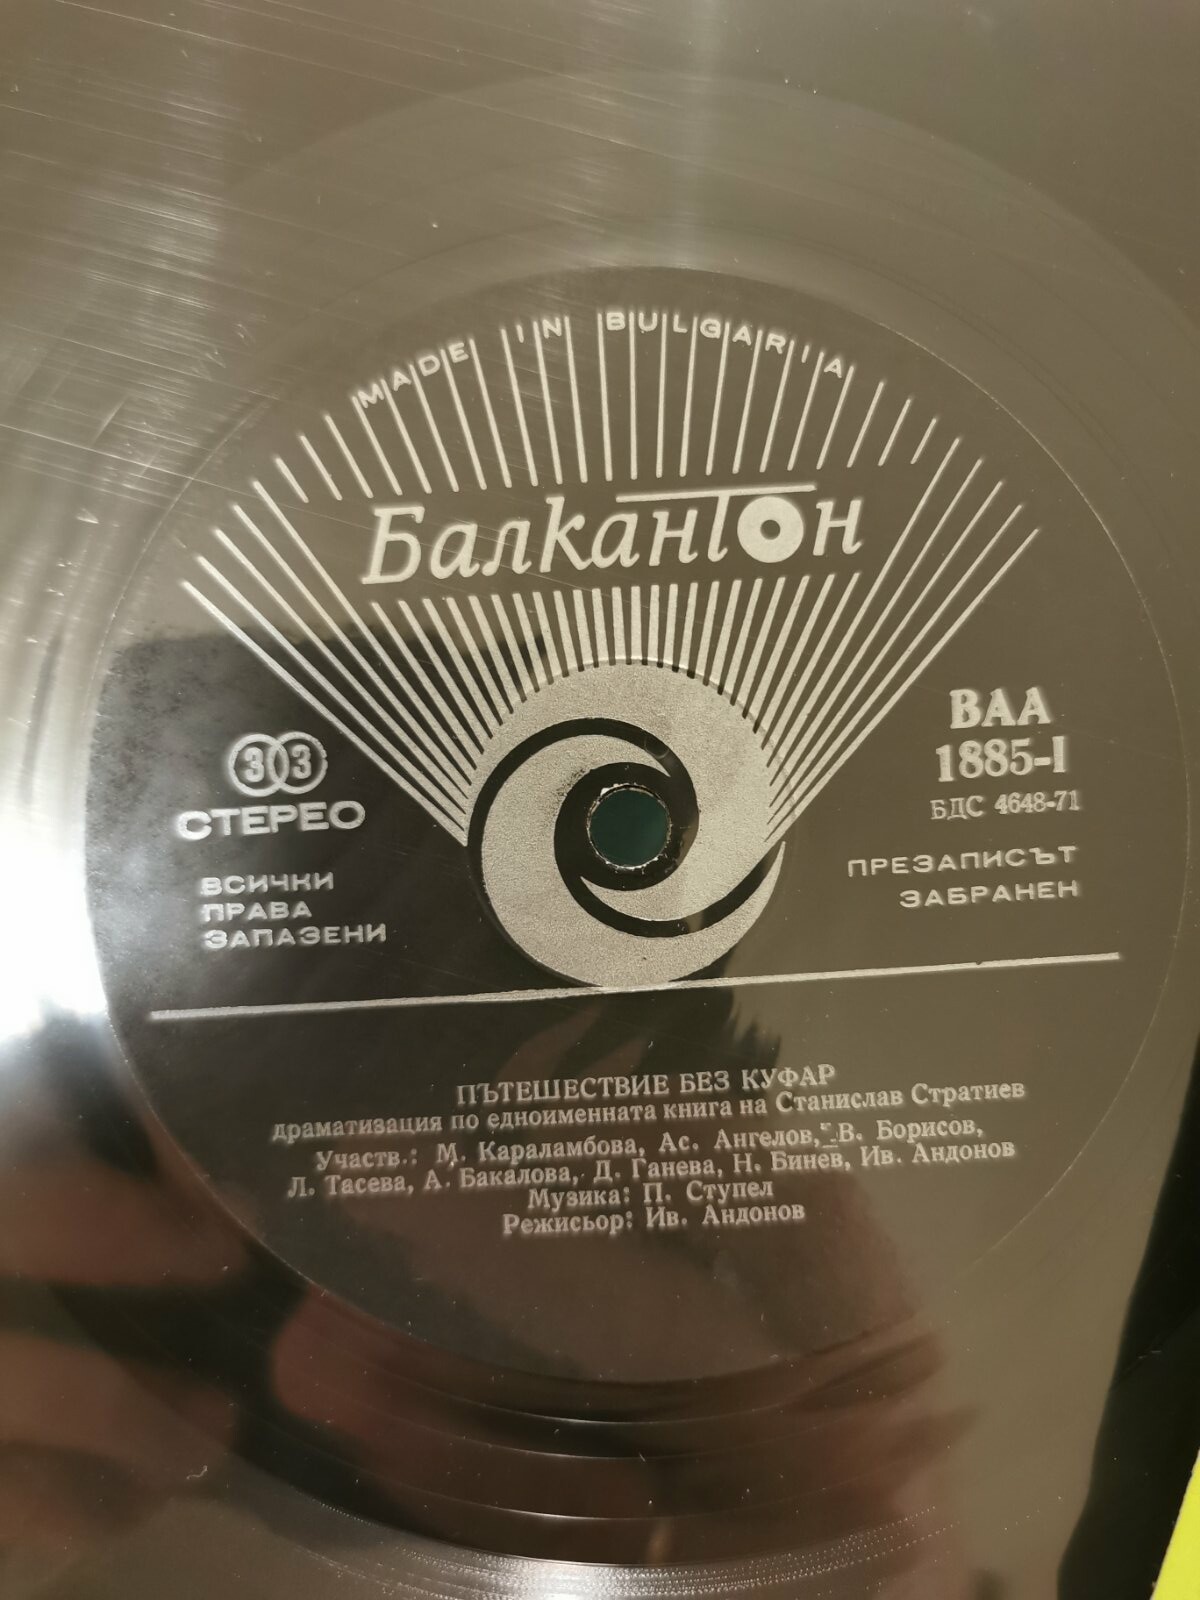 MADE IN BULGARIA
Балкантон
33
СТЕРЕО
ВСИЧКИ
ПРАВА
ЗАПАЗЕНИ
ВАА
1885-I
БДС 4648-71
ПРЕЗАПИСЪТ
ЗАБРАНЕН
ПЪТЕШЕСТВИЕ БЕЗ КУФАР
драматизация по едноименната книга на Станислав Стратиев
Участв.: М. Караламбова, Ас. Ангелов, В. Борисов,
Л. Тасева, А. Бакалова, Д. Ганева, Н. Бинев, Ив. Андонов
Музика: П. Ступел
Режисьор: Ив. Андонов